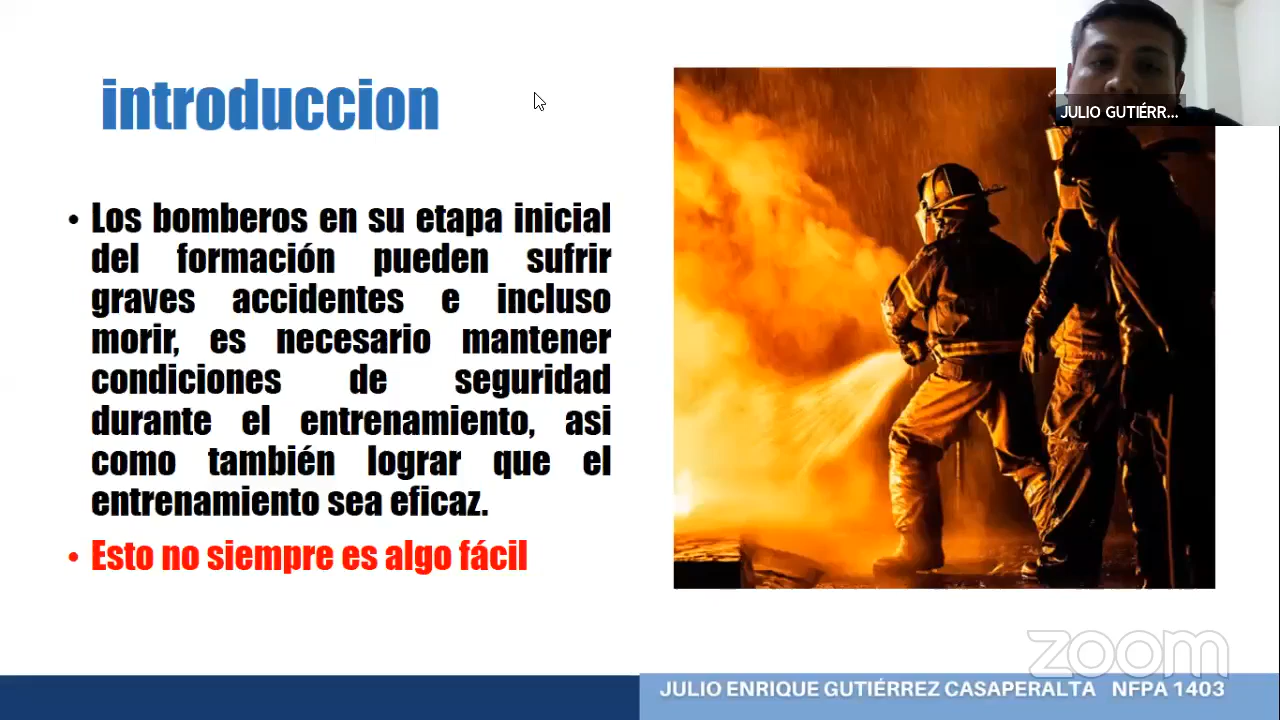 introduccion
JULIO GUTIÉRR...
• Los bomberos en su etapa inicial
del formación pueden sufrir
graves accidentes e incluso
morir, es necesario mantener
condiciones de seguridad
durante el entrenamiento, asi
como también lograr que el
entrenamiento sea eficaz.
• Esto no siempre es algo fácil
zoom
JULIO ENRIQUE GUTIÉRREZ CASAPERALTA NFPA 1403